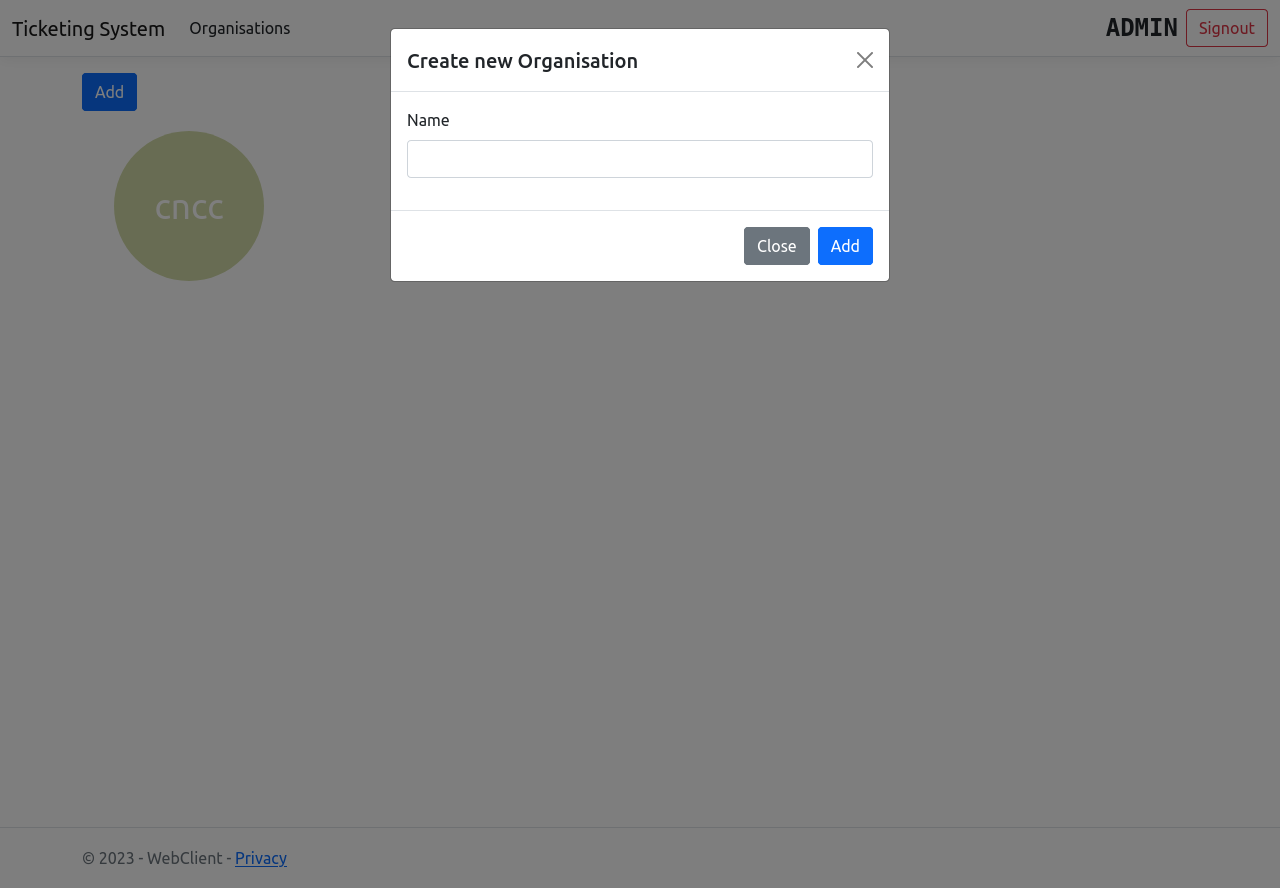 Ticketing System Organisations ADMIN Signout
Create new Organisation
Add
Name
cncc
Close Add
© 2023 - WebClient - Privacy